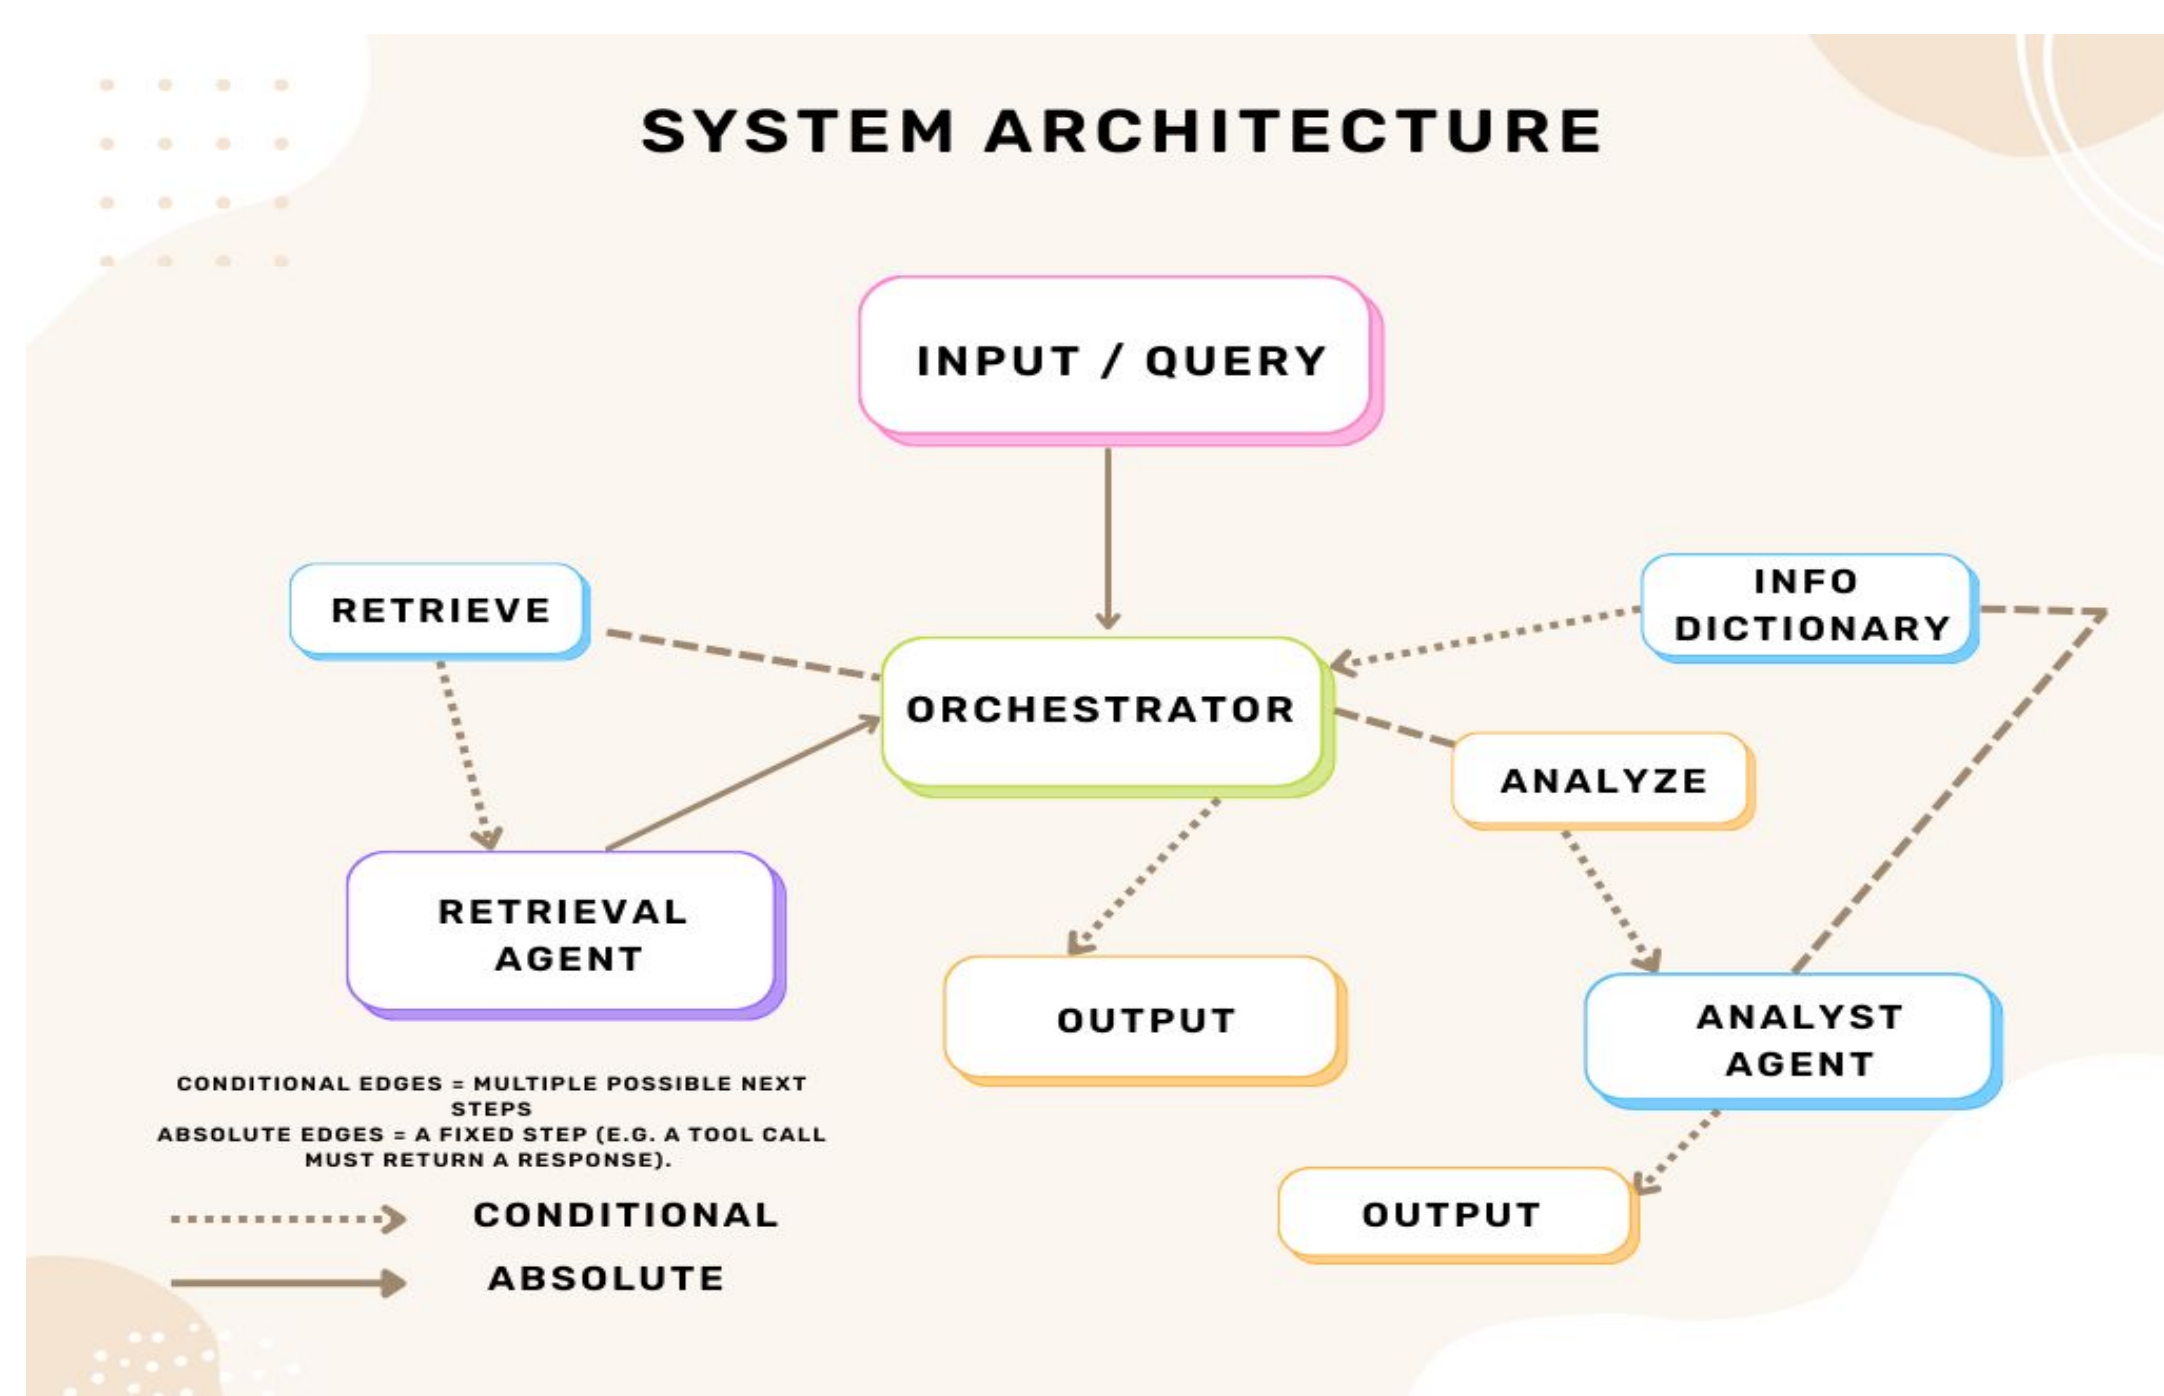 SYSTEM ARCHITECTURE
INPUT / QUERY
RETRIEVE
INFO
DICTIONARY
ORCHESTRATOR
ANALYZE
RETRIEVAL
AGENT
OUTPUT
ANALYST
AGENT
CONDITIONAL EDGES = MULTIPLE POSSIBLE NEXT
STEPS
ABSOLUTE EDGES = A FIXED STEP (E.G. A TOOL CALL
MUST RETURN A RESPONSE).
OUTPUT
CONDITIONAL
ABSOLUTE